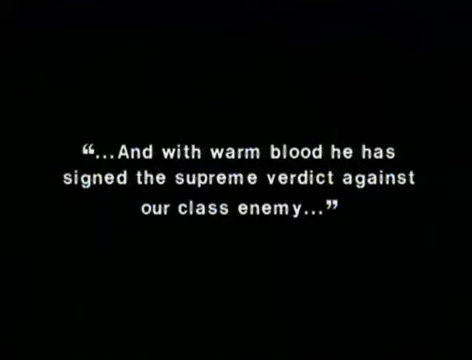 “...And with warm blood he has
signed the supreme verdict against
our class enemy...”